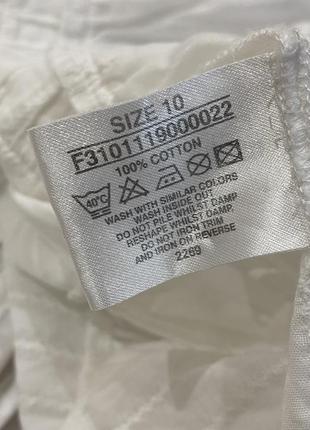 SIZE 10
F3101119000022
100% COTTON
40°C
WASH WITH SIMILAR COLORS
WASH INSIDE OUT
DO NOT PILE WHILST DAMP,
RESHAPE WHILST DAMP,
DO NOT IRON TRIM
AND IRON ON REVERSE
2269